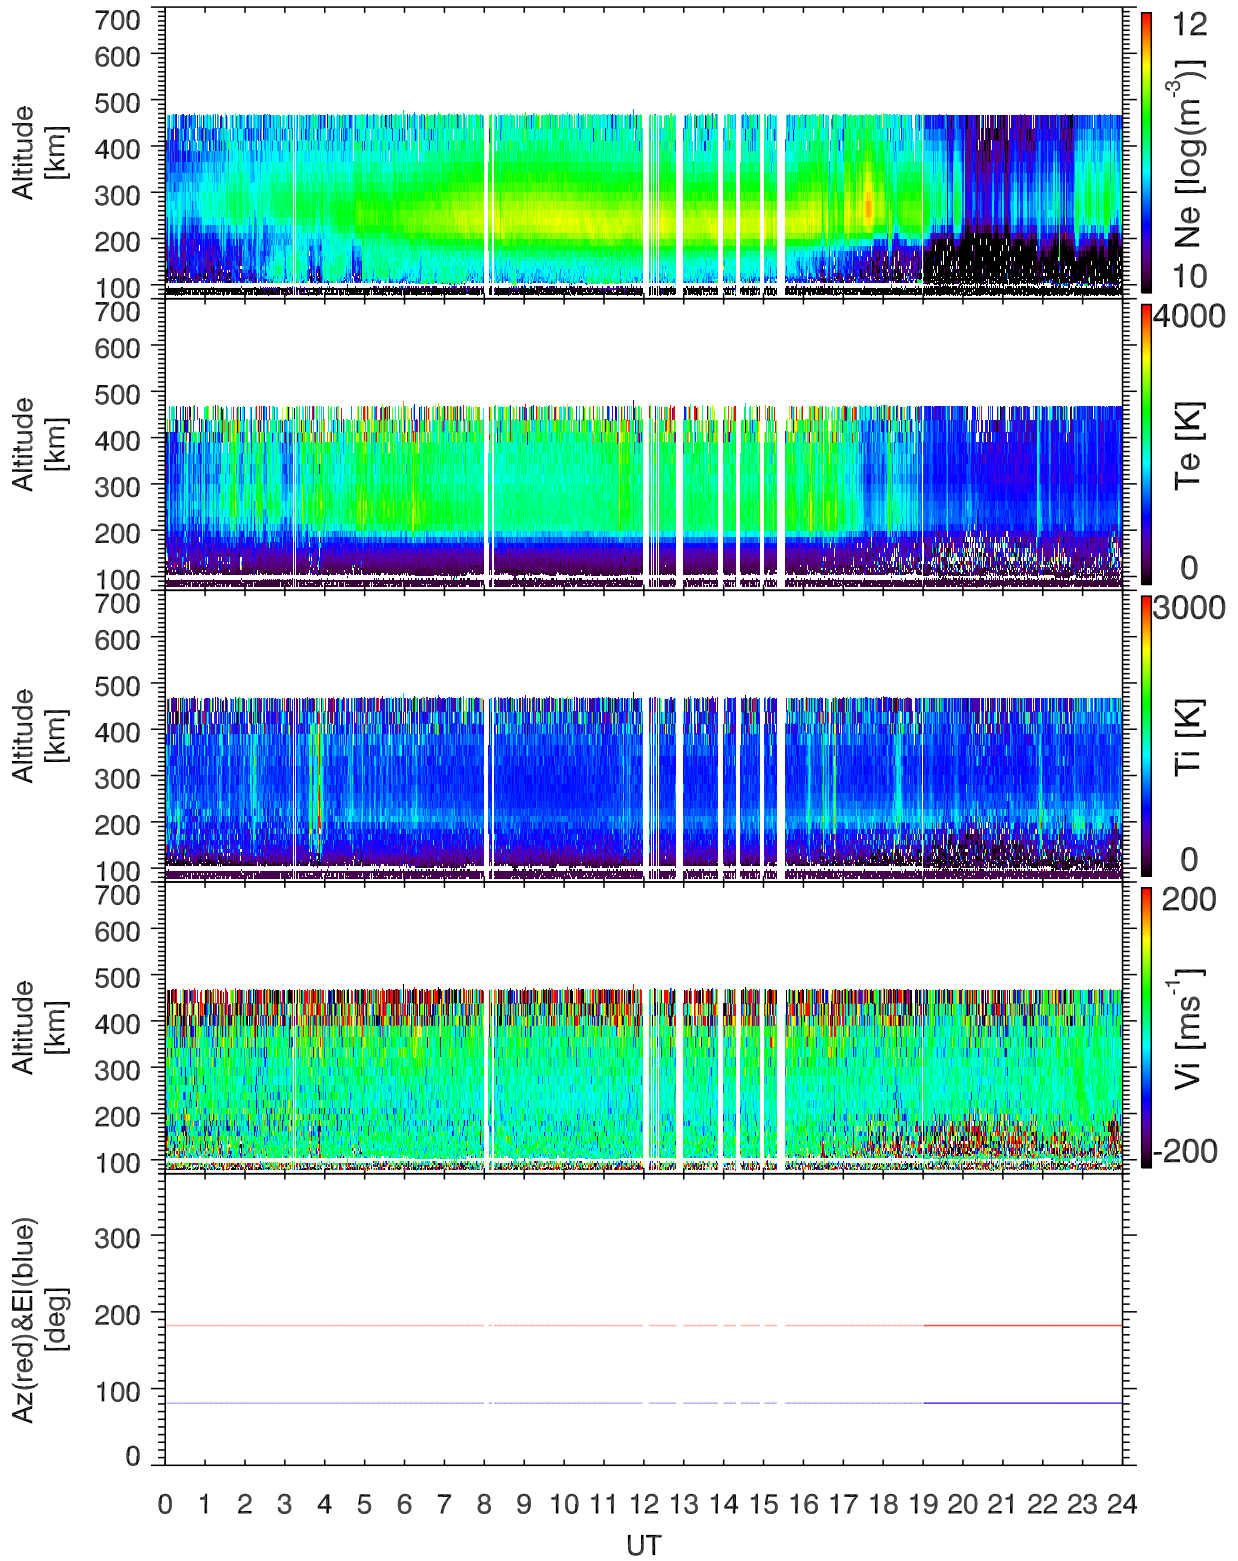 700
600
500
400
300
200
100
Altitude
[km]
12
Ne [log(m⁻³)]
10
700
600
500
400
300
200
100
Altitude
[km]
4000
Te [K]
0
700
600
500
400
300
200
100
Altitude
[km]
3000
Ti [K]
0
700
600
500
400
300
200
100
Altitude
[km]
200
Vi [ms⁻¹]
-200
300
200
100
0
Az(red)&El(blue)
[deg]
0 1 2 3 4 5 6 7 8 9 10 11 12 13 14 15 16 17 18 19 20 21 22 23 24
UT